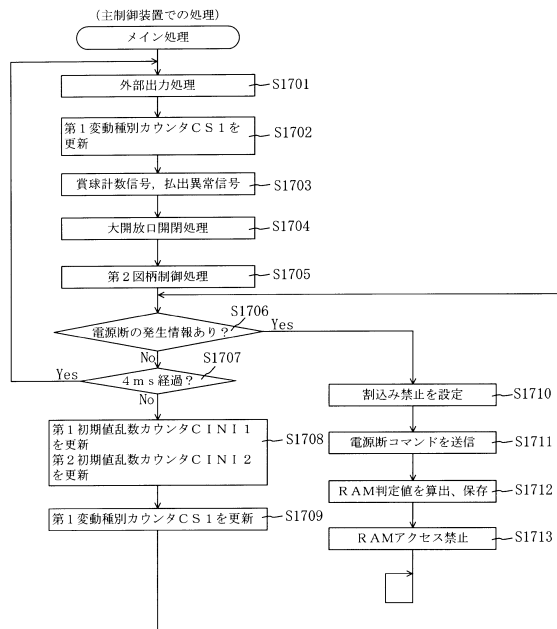 （主制御装置での処理）
メイン処理
外部出力処理
S1701
第１変動種別カウンタＣＳ１を
更新
S1702
賞球計数信号，払出異常信号
S1703
大開放口開閉処理
S1704
第２図柄制御処理
S1705
電源断の発生情報あり？
S1706
Yes
No
４ｍｓ経過？
S1707
Yes
No
第１初期値乱数カウンタＣＩＮＩ１
を更新
第２初期値乱数カウンタＣＩＮＩ２
を更新
S1708
第１変動種別カウンタＣＳ１を更新
S1709
割込み禁止を設定
S1710
電源断コマンドを送信
S1711
ＲＡＭ判定値を算出、保存
S1712
ＲＡＭアクセス禁止
S1713